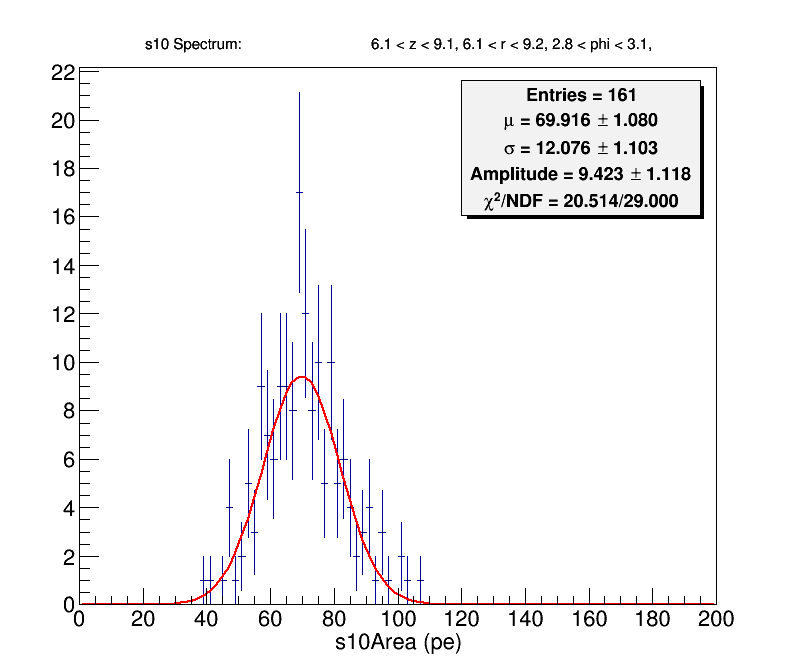 s10 Spectrum: 6.1 < z < 9.1, 6.1 < r < 9.2, 2.8 < phi < 3.1,
Entries = 161
μ = 69.916 ± 1.080
σ = 12.076 ± 1.103
Amplitude = 9.423 ± 1.118
χ²/NDF = 20.514/29.000
22
20
18
16
14
12
10
8
6
4
2
0
0 20 40 60 80 100 120 140 160 180 200
s10Area (pe)